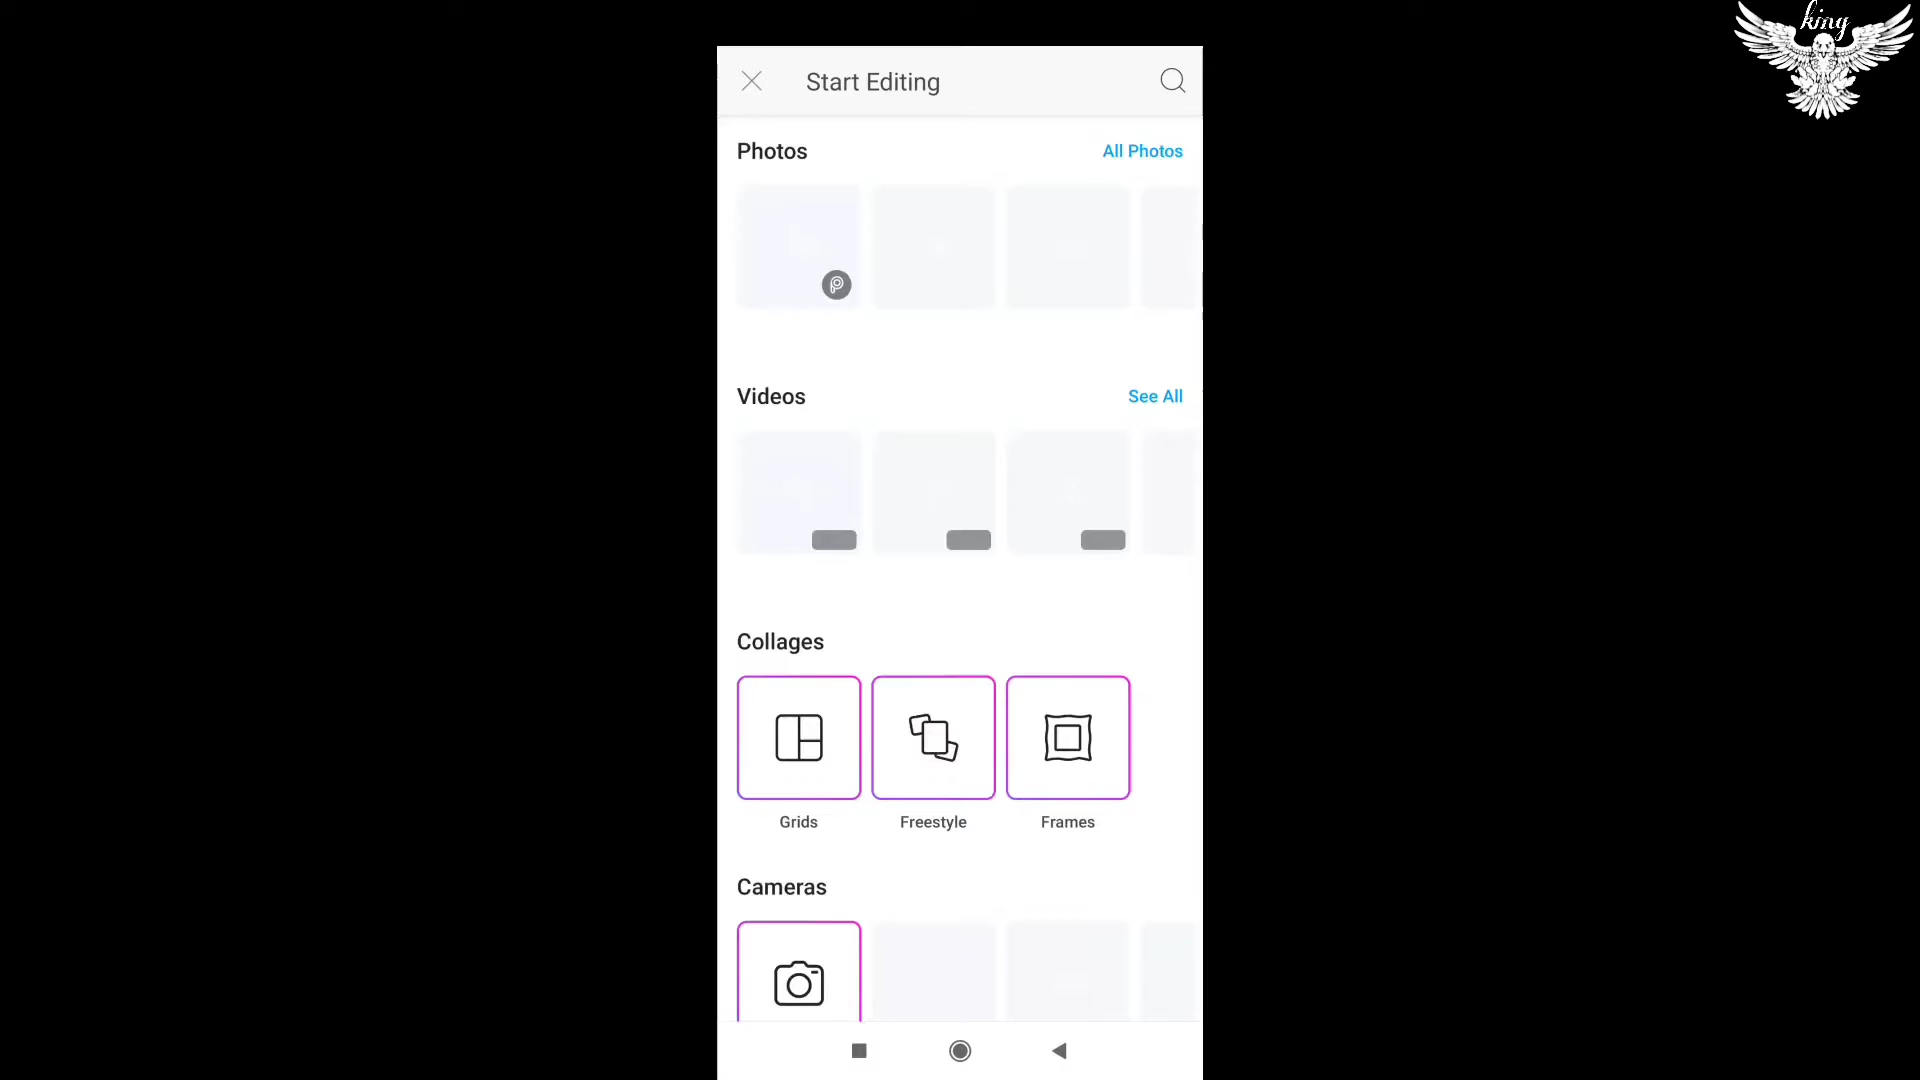 king
Start Editing
Photos
All Photos
Videos
See All
Collages
Grids
Freestyle
Frames
Cameras